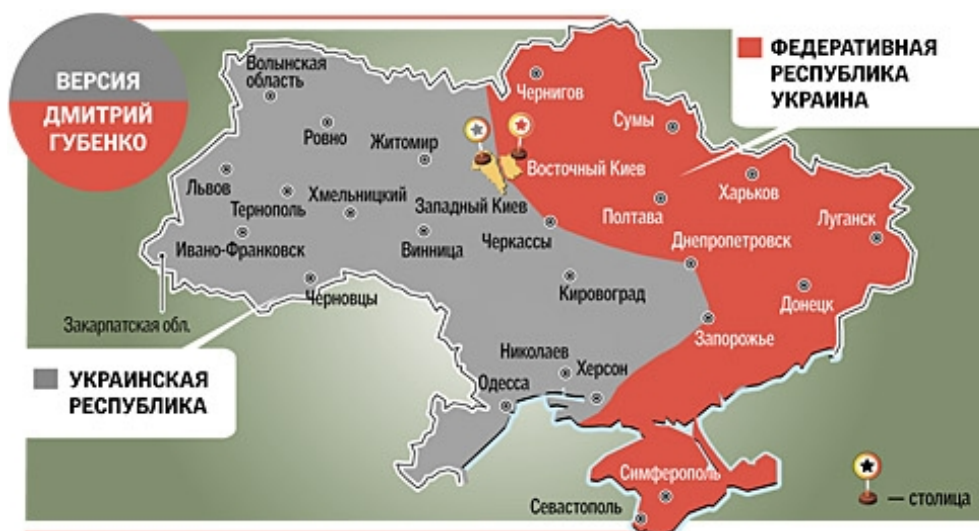 ВЕРСИЯ
ДМИТРИЙ
ГУБЕНКО
ФЕДЕРАТИВНАЯ
РЕСПУБЛИКА
УКРАИНА
Волынская
область
Ровно
Житомир
Львов
Тернополь
Хмельницкий
Ивано-Франковск
Винница
Черновцы
Закарпатская обл.
Западный Киев
Восточный Киев
Чернигов
Сумы
Харьков
Полтава
Луганск
Черкассы
Днепропетровск
Кировоград
Донецк
Запорожье
Николаев
Херсон
Одесса
УКРАИНСКАЯ
РЕСПУБЛИКА
Симферополь
Севастополь
— столица